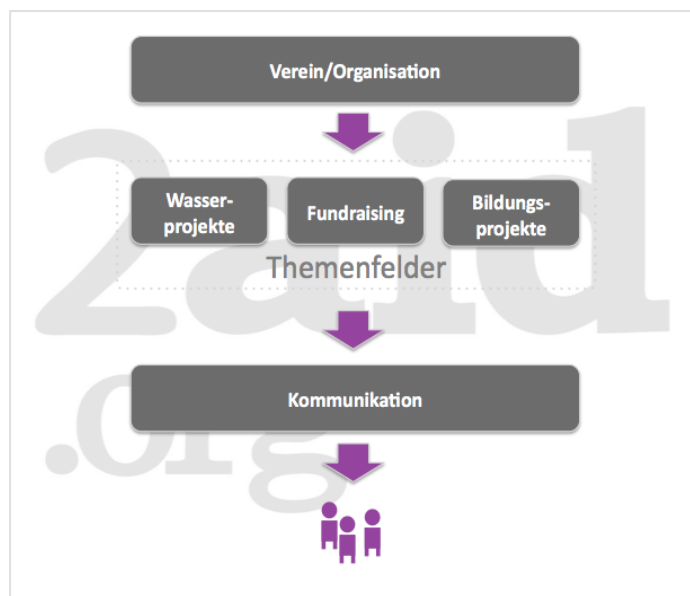 Verein/Organisation
Wasser-
projekte
Fundraising
Bildungs-
projekte
Themenfelder
Kommunikation
2aid
.org